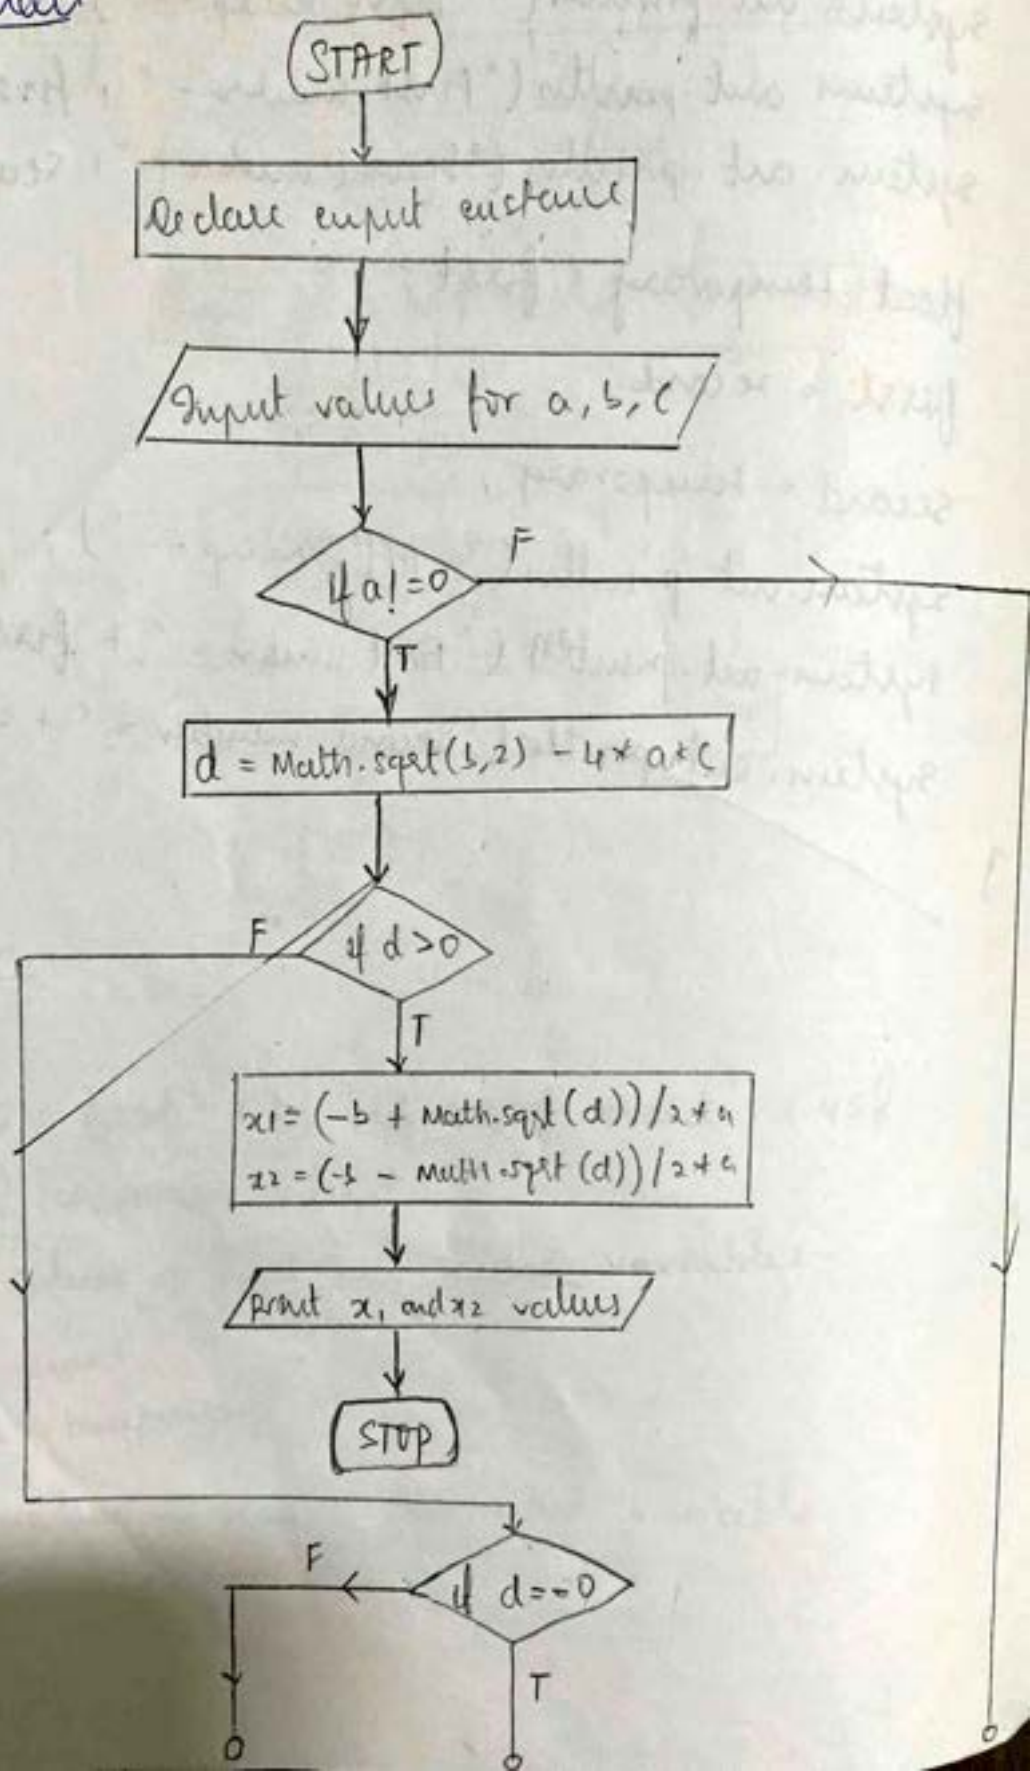 START
Declare input instance
Input values for a, b, c
F
if a!=0
T
d = Math.sqrt(b,2) - 4* a*c
F
if d>0
T
x1 = (-b + Math.sqrt(d))/2*a
x2 = (-b - Math.sqrt(d))/2*a
print x1 and x2 values
STOP
F
if d==0
T